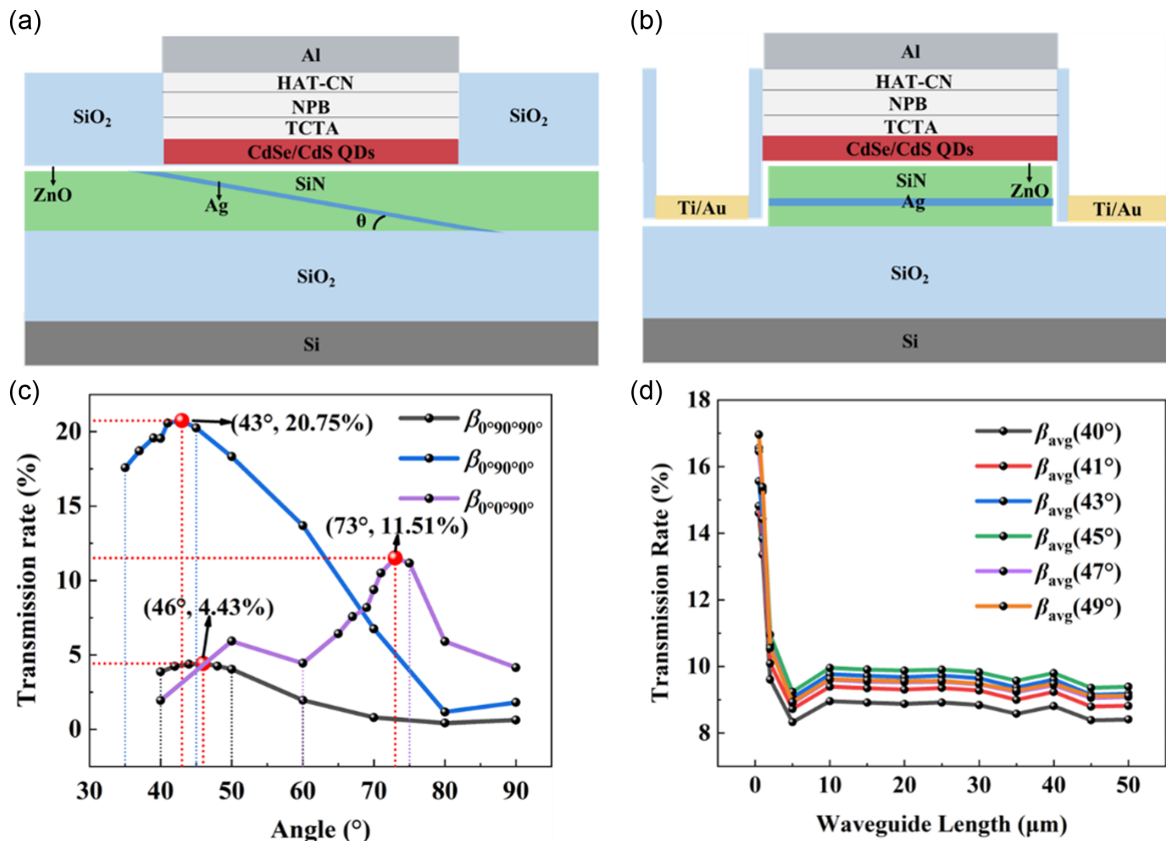 (a)
Al
HAT-CN
NPB
TCTA
CdSe/CdS QDs
SiO₂
SiO₂
ZnO
SiN
Ag
θ
SiO₂
Si
(b)
Al
HAT-CN
NPB
TCTA
CdSe/CdS QDs
SiN
ZnO
Ag
Ti/Au
Ti/Au
SiO₂
Si
(c)
Transmission rate (%)
20
15
10
5
0
30 40 50 60 70 80 90
Angle (°)
(43°, 20.75%)
(73°, 11.51%)
(46°, 4.43%)
β0°90°90°
β0°90°0°
β0°0°90°
(d)
Transmission Rate (%)
18
16
14
12
10
8
0 10 20 30 40 50
Waveguide Length (μm)
βavg(40°)
βavg(41°)
βavg(43°)
βavg(45°)
βavg(47°)
βavg(49°)